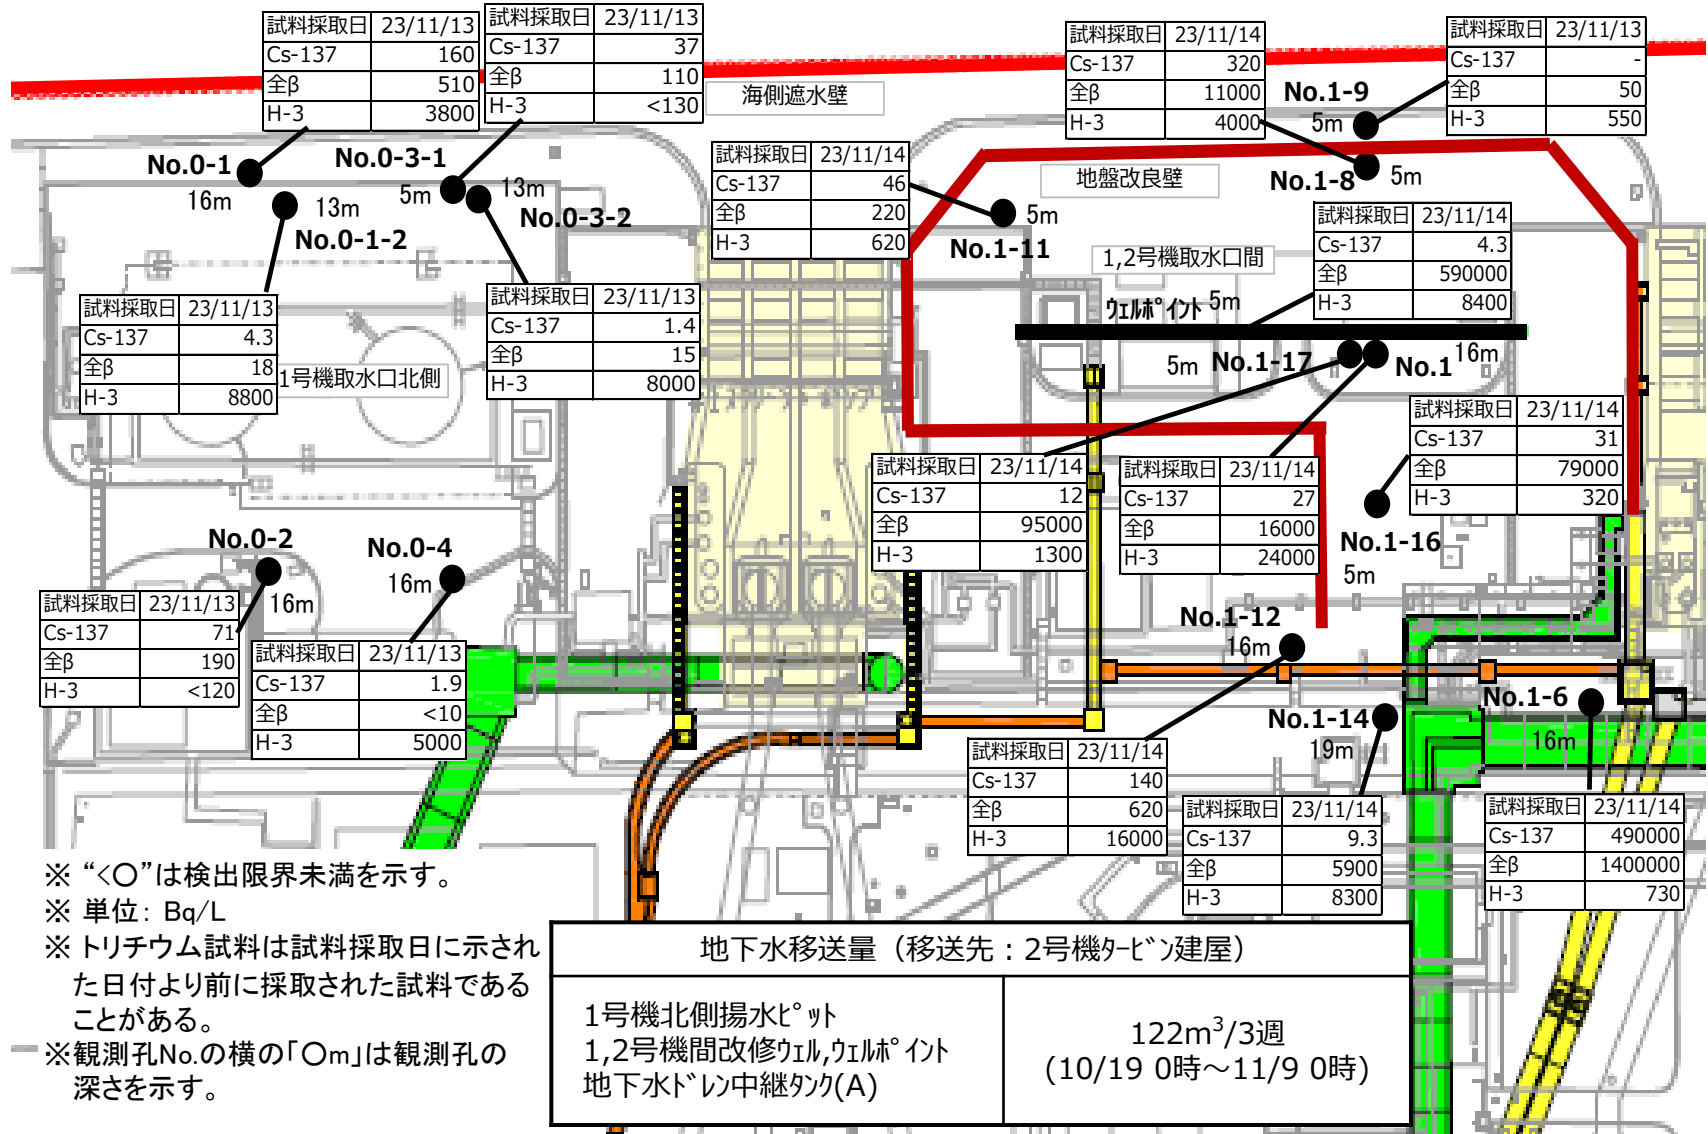 試料採取日 23/11/13
Cs-137 160
全β 510
H-3 3800
試料採取日 23/11/13
Cs-137 37
全β 110
H-3 <130
海側遮水壁
試料採取日 23/11/14
Cs-137 320
全β 11000
H-3 4000
試料採取日 23/11/13
Cs-137 -
全β 50
H-3 550
No.1-9
5m
No.0-1
16m
No.0-3-1
5m
13m
No.0-3-2
13m
No.0-1-2
試料採取日 23/11/14
Cs-137 46
全β 220
H-3 620
5m
No.1-11
地盤改良壁
No.1-8
5m
1,2号機取水口間
試料採取日 23/11/14
Cs-137 4.3
全β 590000
H-3 8400
ｳｪﾙﾎﾟｲﾝﾄ 5m
試料採取日 23/11/13
Cs-137 4.3
全β 18
H-3 8800
1号機取水口北側
試料採取日 23/11/13
Cs-137 1.4
全β 15
H-3 8000
5m No.1-17
No.1 16m
試料採取日 23/11/14
Cs-137 31
全β 79000
H-3 320
試料採取日 23/11/14
Cs-137 12
全β 95000
H-3 1300
試料採取日 23/11/14
Cs-137 27
全β 16000
H-3 24000
No.1-16
5m
No.0-2
16m
No.0-4
16m
試料採取日 23/11/13
Cs-137 71
全β 190
H-3 <120
試料採取日 23/11/13
Cs-137 1.9
全β <10
H-3 5000
No.1-12
16m
No.1-14
19m
No.1-6
16m
試料採取日 23/11/14
Cs-137 140
全β 620
H-3 16000
試料採取日 23/11/14
Cs-137 9.3
全β 5900
H-3 8300
試料採取日 23/11/14
Cs-137 490000
全β 1400000
H-3 730
※ “<○”は検出限界未満を示す。
※ 単位: Bq/L
※ トリチウム試料は試料採取日に示され
た日付より前に採取された試料である
ことがある。
※観測孔No.の横の「○m」は観測孔の
深さを示す。
地下水移送量（移送先：2号機ﾀｰﾋﾞﾝ建屋）
1号機北側揚水ﾋﾟｯﾄ
1,2号機間改修ｳｪﾙ,ｳｪﾙﾎﾟｲﾝﾄ
地下水ﾄﾞﾚﾝ中継ﾀﾝｸ(A)
122m³/3週
(10/19 0時～11/9 0時)